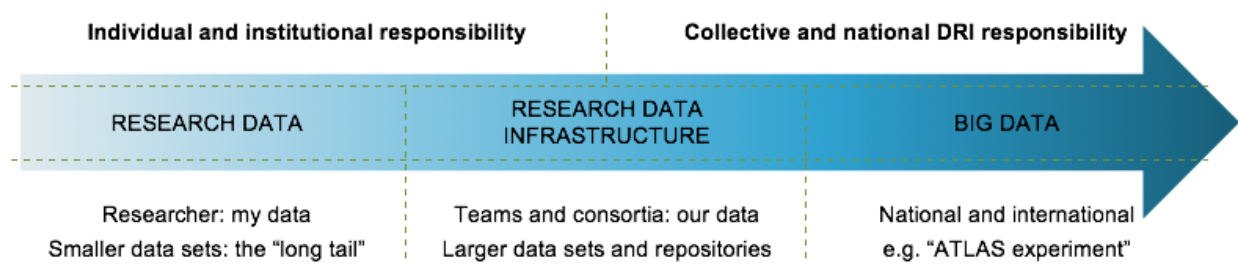 Individual and institutional responsibility
Collective and national DRI responsibility
RESEARCH DATA
RESEARCH DATA
INFRASTRUCTURE
BIG DATA
Researcher: my data
Smaller data sets: the “long tail”
Teams and consortia: our data
Larger data sets and repositories
National and international
e.g. “ATLAS experiment”